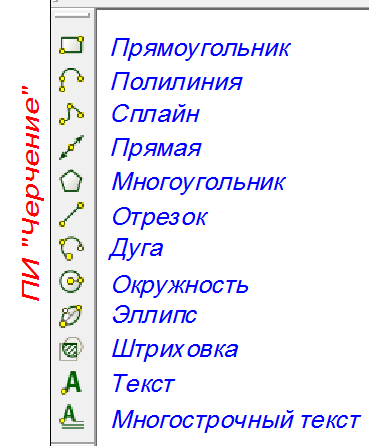 ПИ "Черчение"
Прямоугольник
Полилиния
Сплайн
Прямая
Многоугольник
Отрезок
Дуга
Окружность
Эллипс
Штриховка
Текст
Многострочный текст